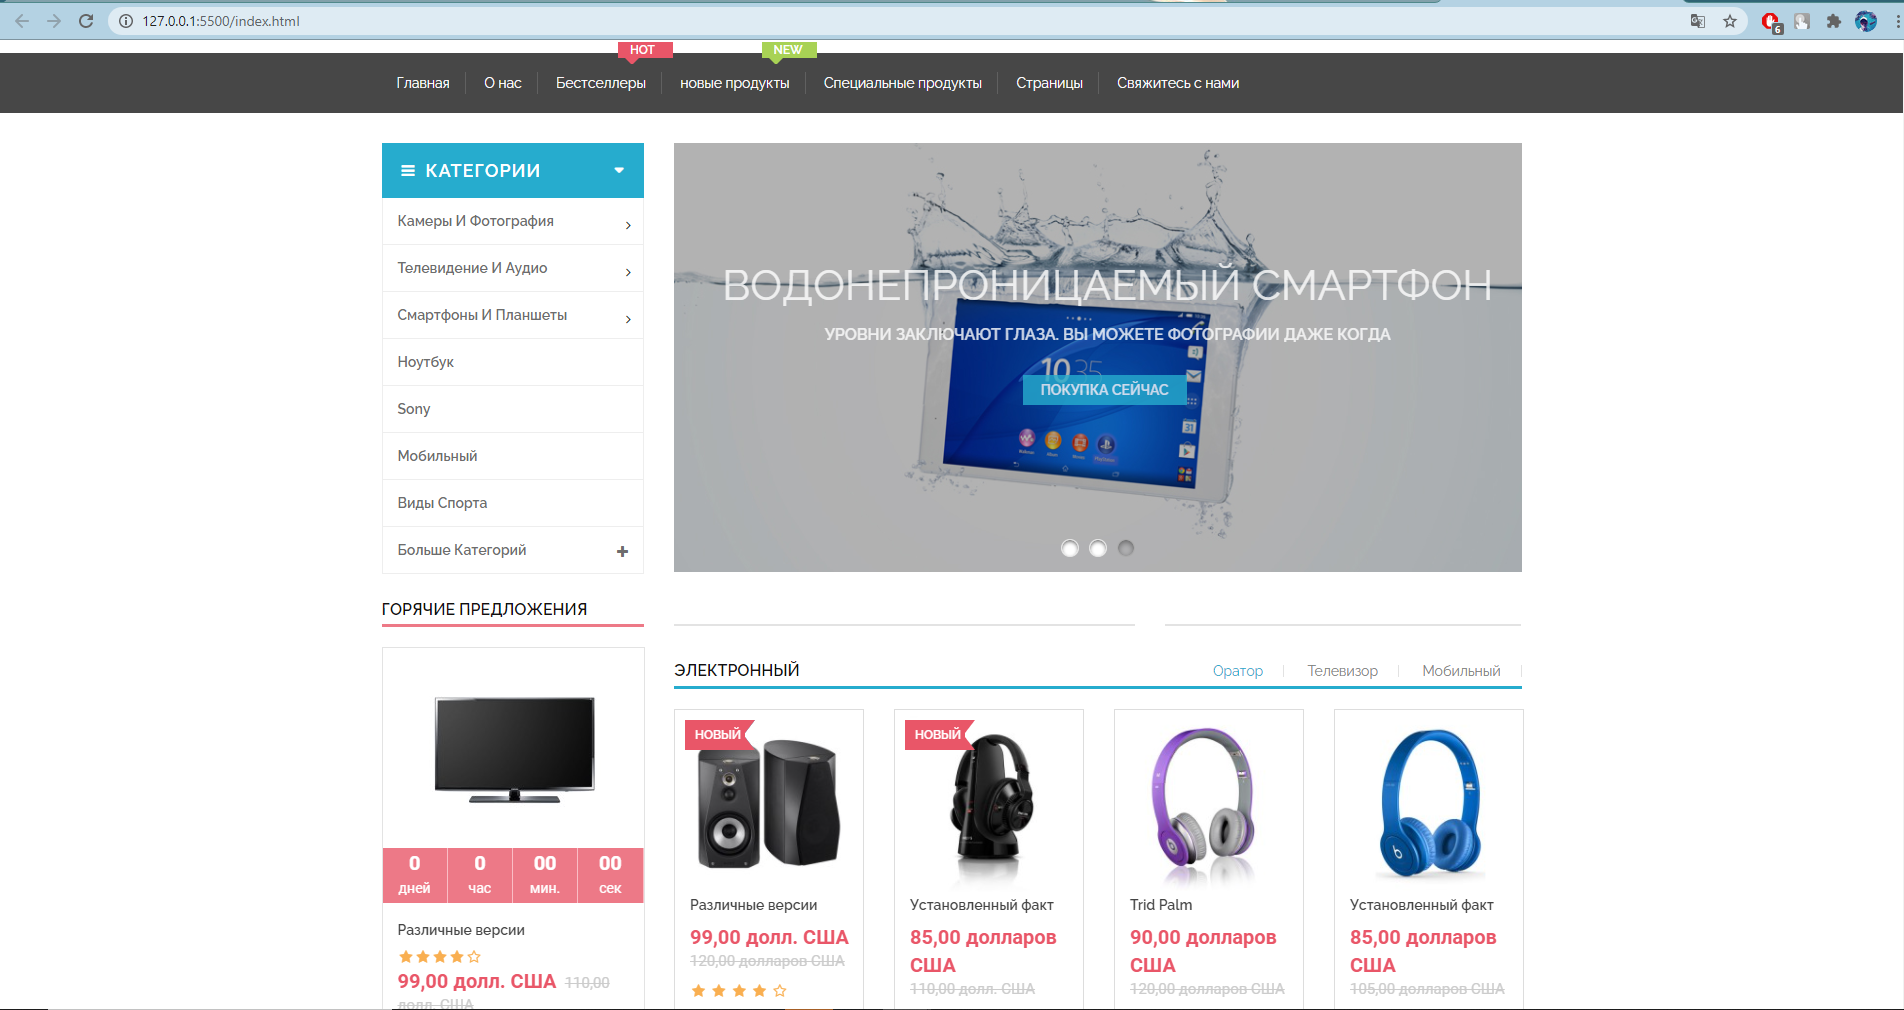 127.0.0.1:5500/index.html
6
HOT
NEW
Главная
О нас
Бестселлеры
новые продукты
Специальные продукты
Страницы
Свяжитесь с нами
КАТЕГОРИИ
Камеры И Фотография
Телевидение И Аудио
Смартфоны И Планшеты
Ноутбук
Sony
Мобильный
Виды Спорта
Больше Категорий
ВОДОНЕПРОНИЦАЕМЫЙ СМАРТФОН
УРОВНИ ЗАКЛЮЧАЮТ ГЛАЗА. ВЫ МОЖЕТЕ ФОТОГРАФИИ ДАЖЕ КОГДА
10 35
ПОКУПКА СЕЙЧАС
31
ГОРЯЧИЕ ПРЕДЛОЖЕНИЯ
0 0 00 00
дней час мин. сек
Различные версии
99,00 долл. США 110,00
долл. США
ЭЛЕКТРОННЫЙ
Оратор
Телевизор
Мобильный
НОВЫЙ
Различные версии
99,00 долл. США
120,00 долларов США
НОВЫЙ
Установленный факт
85,00 долларов
США
110,00 долл. США
Trid Palm
90,00 долларов
США
120,00 долларов США
Установленный факт
85,00 долларов
США
105,00 долларов США